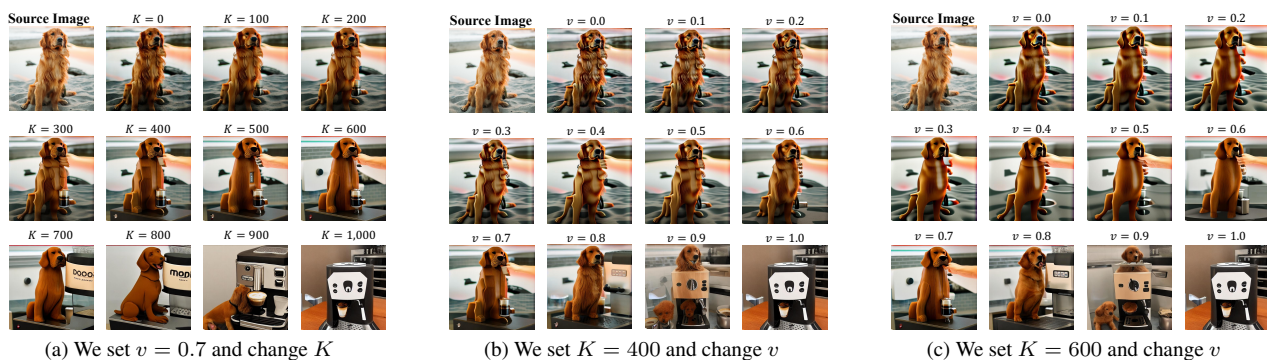 Source Image K = 0 K = 100 K = 200
K = 300 K = 400 K = 500 K = 600
K = 700 K = 800 K = 900 K = 1,000
(a) We set v = 0.7 and change K
Source Image v = 0.0 v = 0.1 v = 0.2
v = 0.3 v = 0.4 v = 0.5 v = 0.6
v = 0.7 v = 0.8 v = 0.9 v = 1.0
(b) We set K = 400 and change v
Source Image v = 0.0 v = 0.1 v = 0.2
v = 0.3 v = 0.4 v = 0.5 v = 0.6
v = 0.7 v = 0.8 v = 0.9 v = 1.0
(c) We set K = 600 and change v